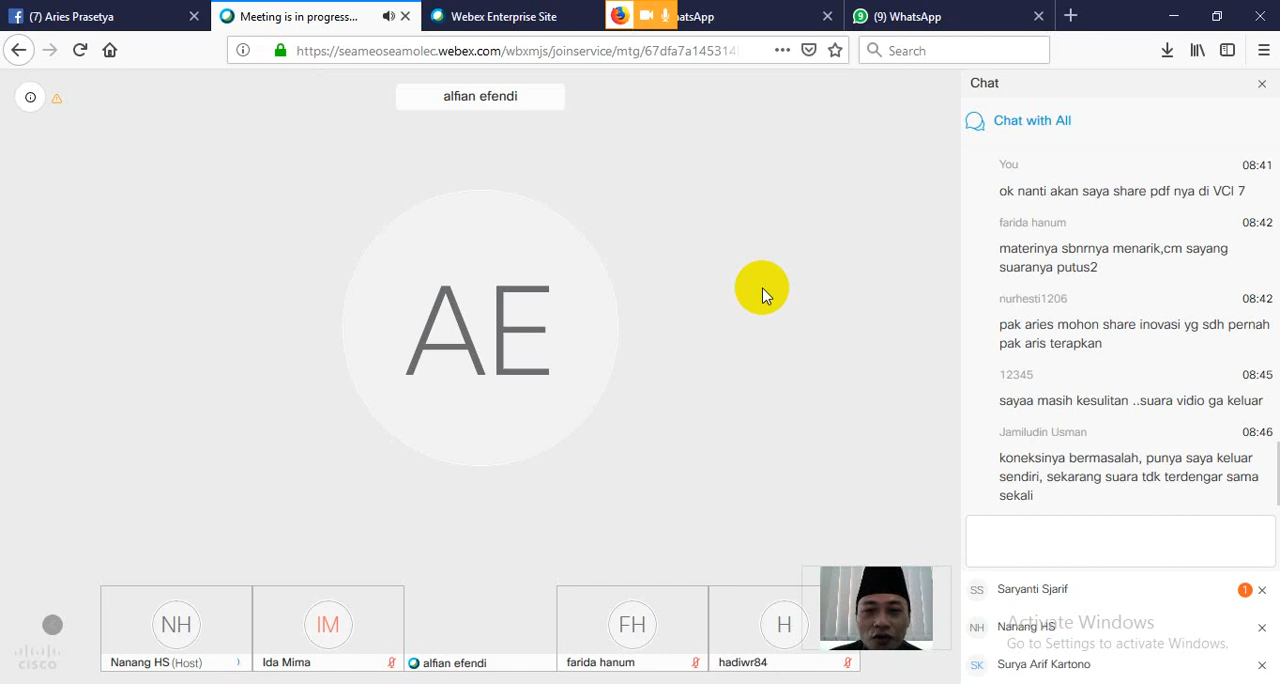 (7) Aries Prasetya
Meeting is in progress...
Webex Enterprise Site
atsApp
(9) WhatsApp
https://seameoseamolec.webex.com/wbxmjs/joinservice/mtg/67dfa7a145314
Search
alfian efendi
AE
Chat
Chat with All
You 08:41
ok nanti akan saya share pdf nya di VCI 7
farida hanum 08:42
materinya sbnrnya menarik,cm sayang
suaranya putus2
nurhesti1206 08:42
pak aries mohon share inovasi yg sdh pernah
pak aris terapkan
12345 08:45
sayaa masih kesulitan ..suara vidio ga keluar
Jamiludin Usman 08:46
koneksinya bermasalah, punya saya keluar
sendiri, sekarang suara tdk terdengar sama
sekali
SS Saryanti Sjarif 1
NH Nanang HS
SK Surya Arif Kartono
Activate Windows
Go to Settings to activate Windows.
NH
Nanang HS (Host)
IM
Ida Mima
alfian efendi
FH
farida hanum
H
hadiwr84
cisco